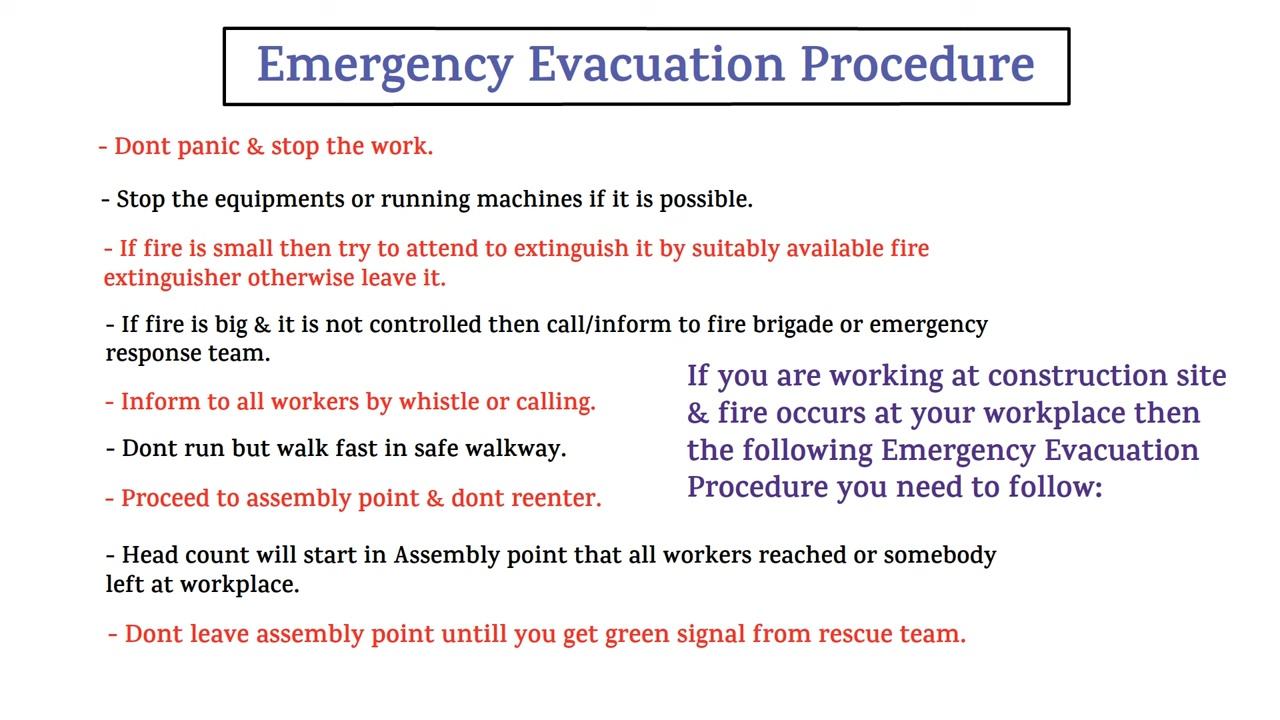 Emergency Evacuation Procedure
- Dont panic & stop the work.
- Stop the equipments or running machines if it is possible.
- If fire is small then try to attend to extinguish it by suitably available fire
extinguisher otherwise leave it.
- If fire is big & it is not controlled then call/inform to fire brigade or emergency
response team.
- Inform to all workers by whistle or calling.
- Dont run but walk fast in safe walkway.
- Proceed to assembly point & dont reenter.
If you are working at construction site
& fire occurs at your workplace then
the following Emergency Evacuation
Procedure you need to follow:
- Head count will start in Assembly point that all workers reached or somebody
left at workplace.
- Dont leave assembly point untill you get green signal from rescue team.